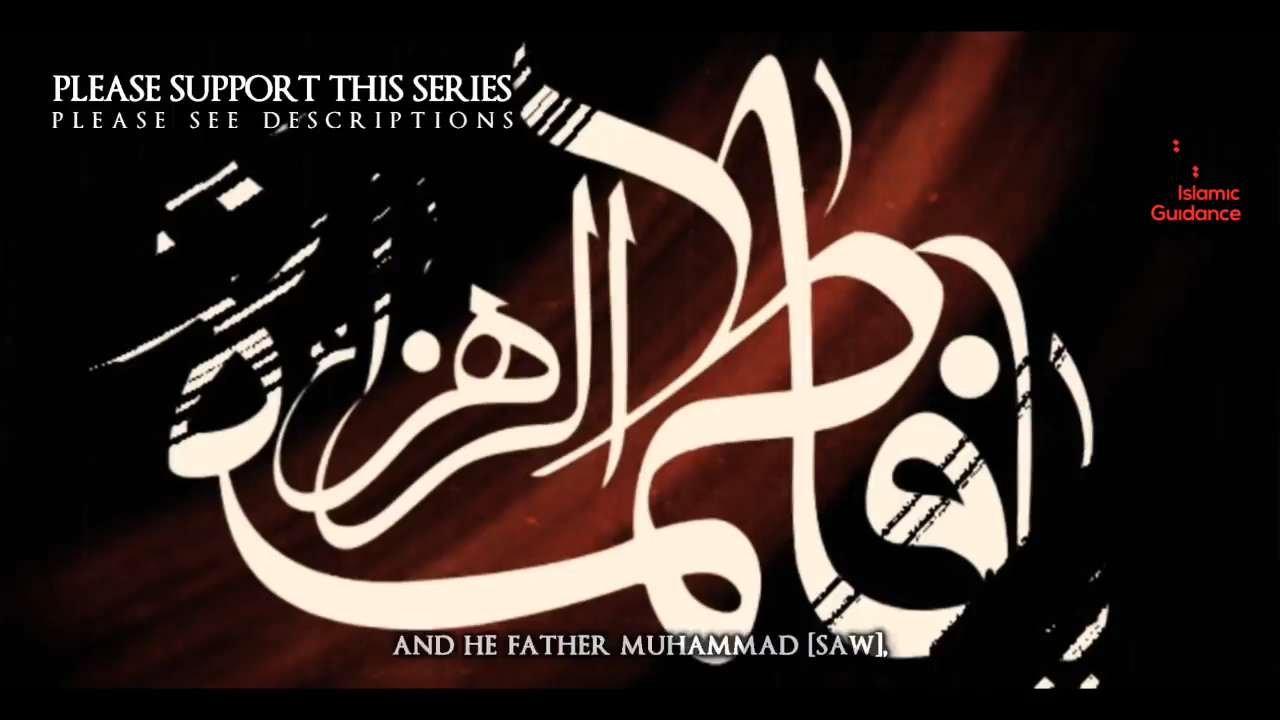 PLEASE SUPPORT THIS SERIES
PLEASE SEE DESCRIPTIONS
Islamic
Guidance
فاطمة
الزهراء
AND HE FATHER MUHAMMAD [SAW],